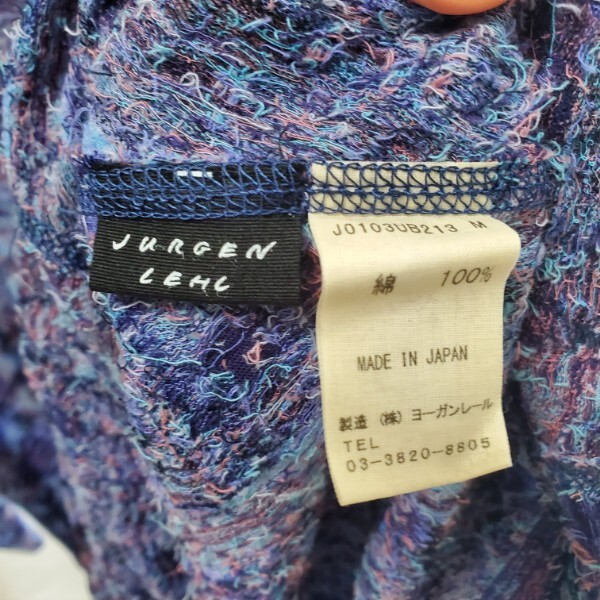 JURGEN
LEHL
J0103UB213 M
綿 100%
MADE IN JAPAN
製造 (株) ヨーガンレール
TEL
03-3820-8805